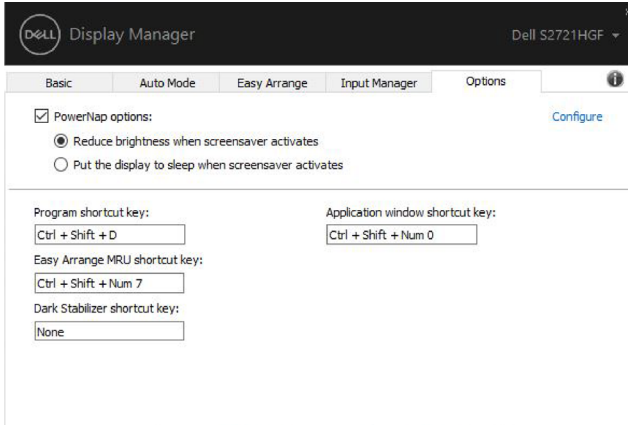 DELL Display Manager
Dell S2721HGF
Basic Auto Mode Easy Arrange Input Manager Options
PowerNap options:
Configure
Reduce brightness when screensaver activates
Put the display to sleep when screensaver activates
Program shortcut key:
Application window shortcut key:
Ctrl + Shift + D
Ctrl + Shift + Num 0
Easy Arrange MRU shortcut key:
Ctrl + Shift + Num 7
Dark Stabilizer shortcut key:
None